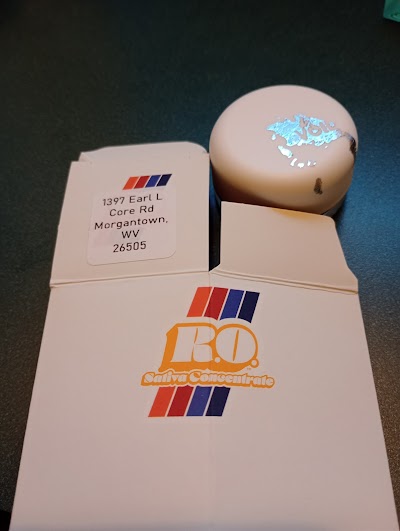 1397 Earl L
Core Rd
Morgantown,
WV
26505
R.O.
Sativa Concentrate